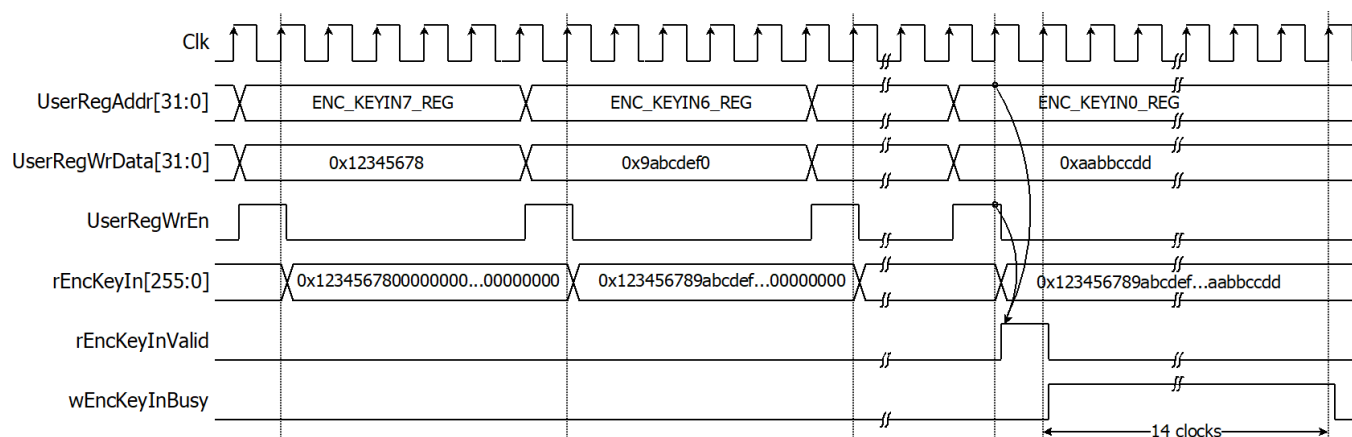 Clk
UserRegAddr[31:0] ENC_KEYIN7_REG ENC_KEYIN6_REG ENC_KEYIN0_REG
UserRegWrData[31:0] 0x12345678 0x9abcdef0 0xaabbccdd
UserRegWrEn
rEncKeyIn[255:0] 0x1234567800000000...00000000 0x123456789abcdef...00000000 0x123456789abcdef...aabbccdd
rEncKeyInValid
wEncKeyInBusy
14 clocks